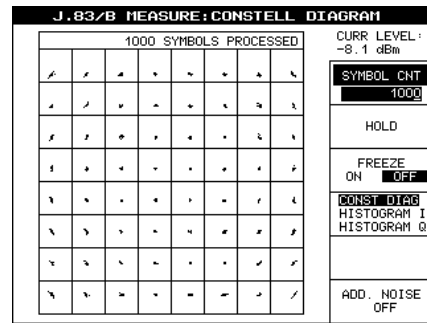 J.83/B MEASURE:CONSTELL DIAGRAM
1000 SYMBOLS PROCESSED
CURR LEVEL:
-8.1 dBm
SYMBOL CNT
1000
HOLD
FREEZE
ON OFF
CONST DIAG
HISTOGRAM I
HISTOGRAM Q
ADD. NOISE
OFF